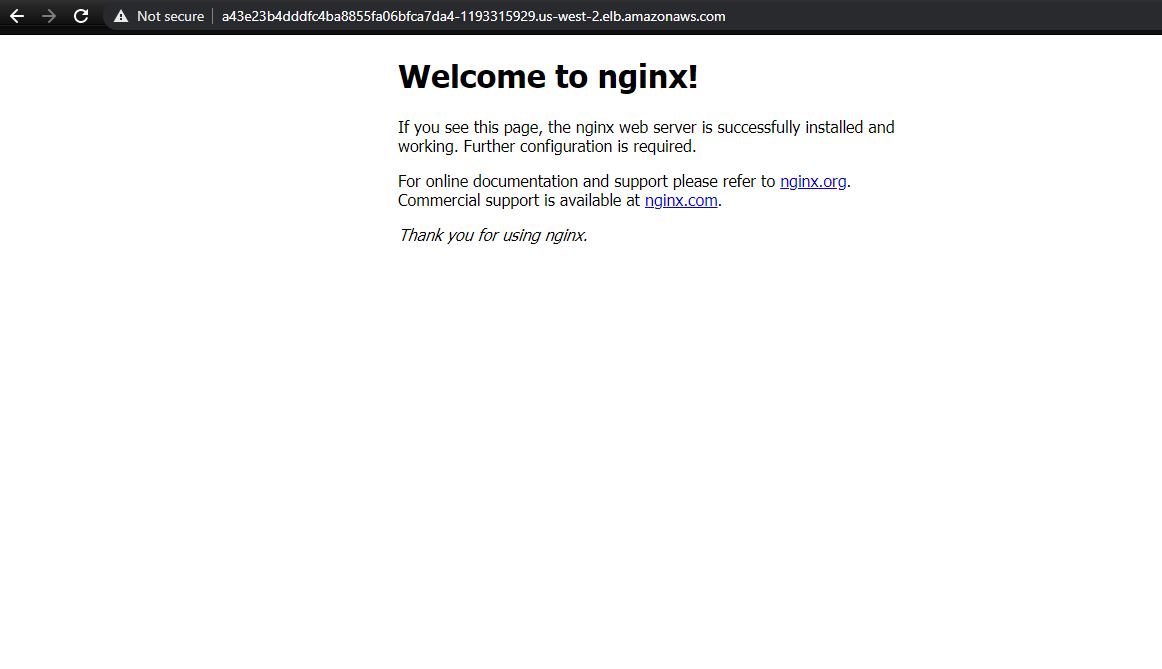 Not secure a43e23b4dddfc4ba8855fa06bfca7da4-1193315929.us-west-2.elb.amazonaws.com
Welcome to nginx!
If you see this page, the nginx web server is successfully installed and
working. Further configuration is required.
For online documentation and support please refer to nginx.org.
Commercial support is available at nginx.com.
Thank you for using nginx.